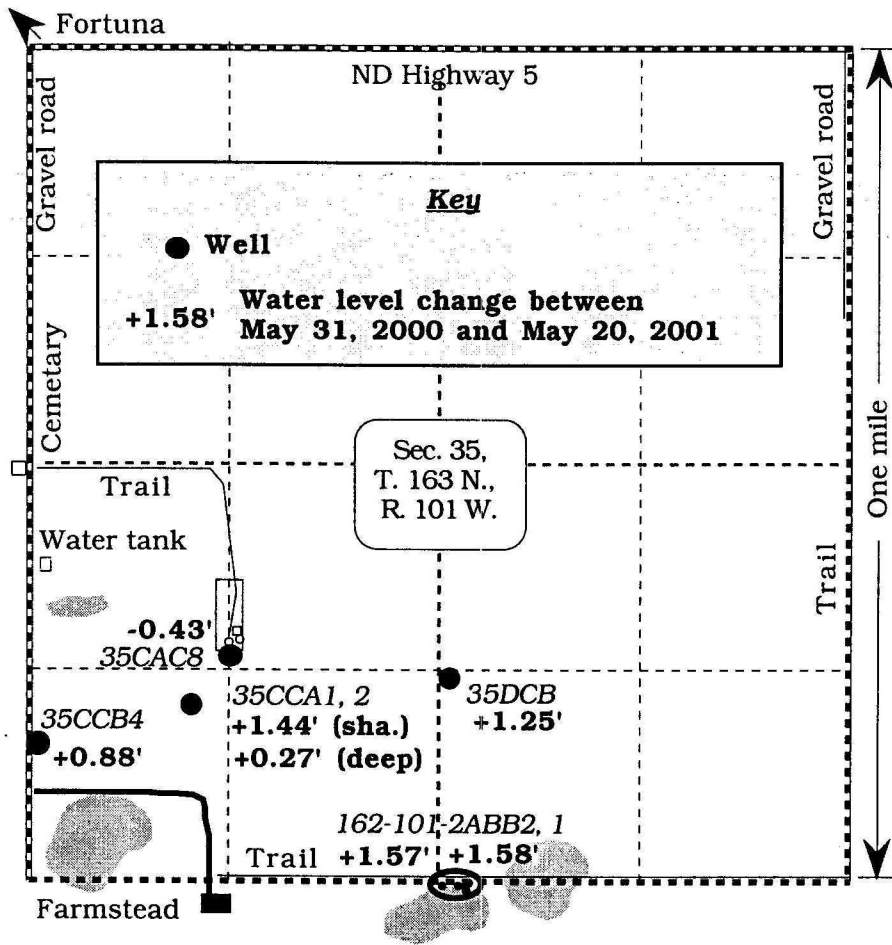 Fortuna
ND Highway 5
Gravel road
Gravel road
Key
Well
+1.58' Water level change between
May 31, 2000 and May 20, 2001
Cemetary
Sec. 35,
T. 163 N.,
R. 101 W.
One mile
Trail
Water tank
Trail
-0.43'
35CAC8
35CCB4
+0.88'
35CCA1, 2
+1.44' (sha.)
+0.27' (deep)
35DCB
+1.25'
162-101-2ABB2, 1
Trail +1.57' +1.58'
Farmstead